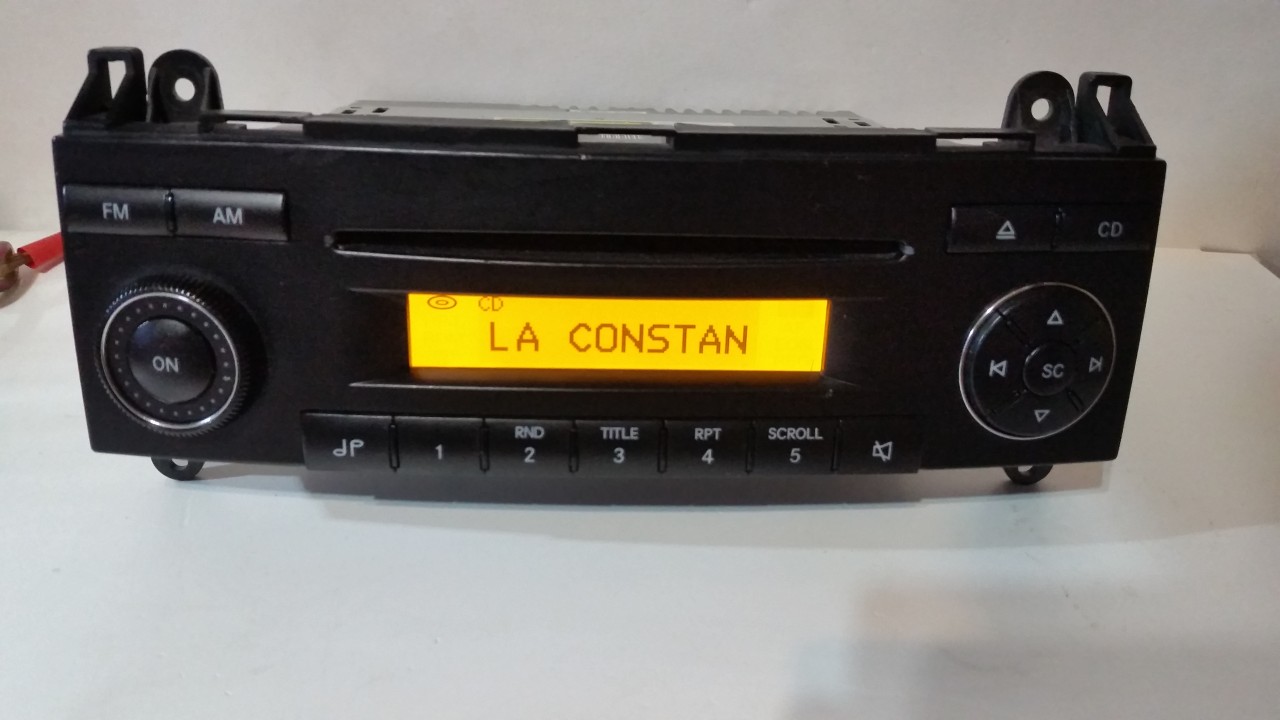 FM AM
CD
CD
LA CONSTAN
ON
SC
RND TITLE RPT SCROLL
1 2 3 4 5